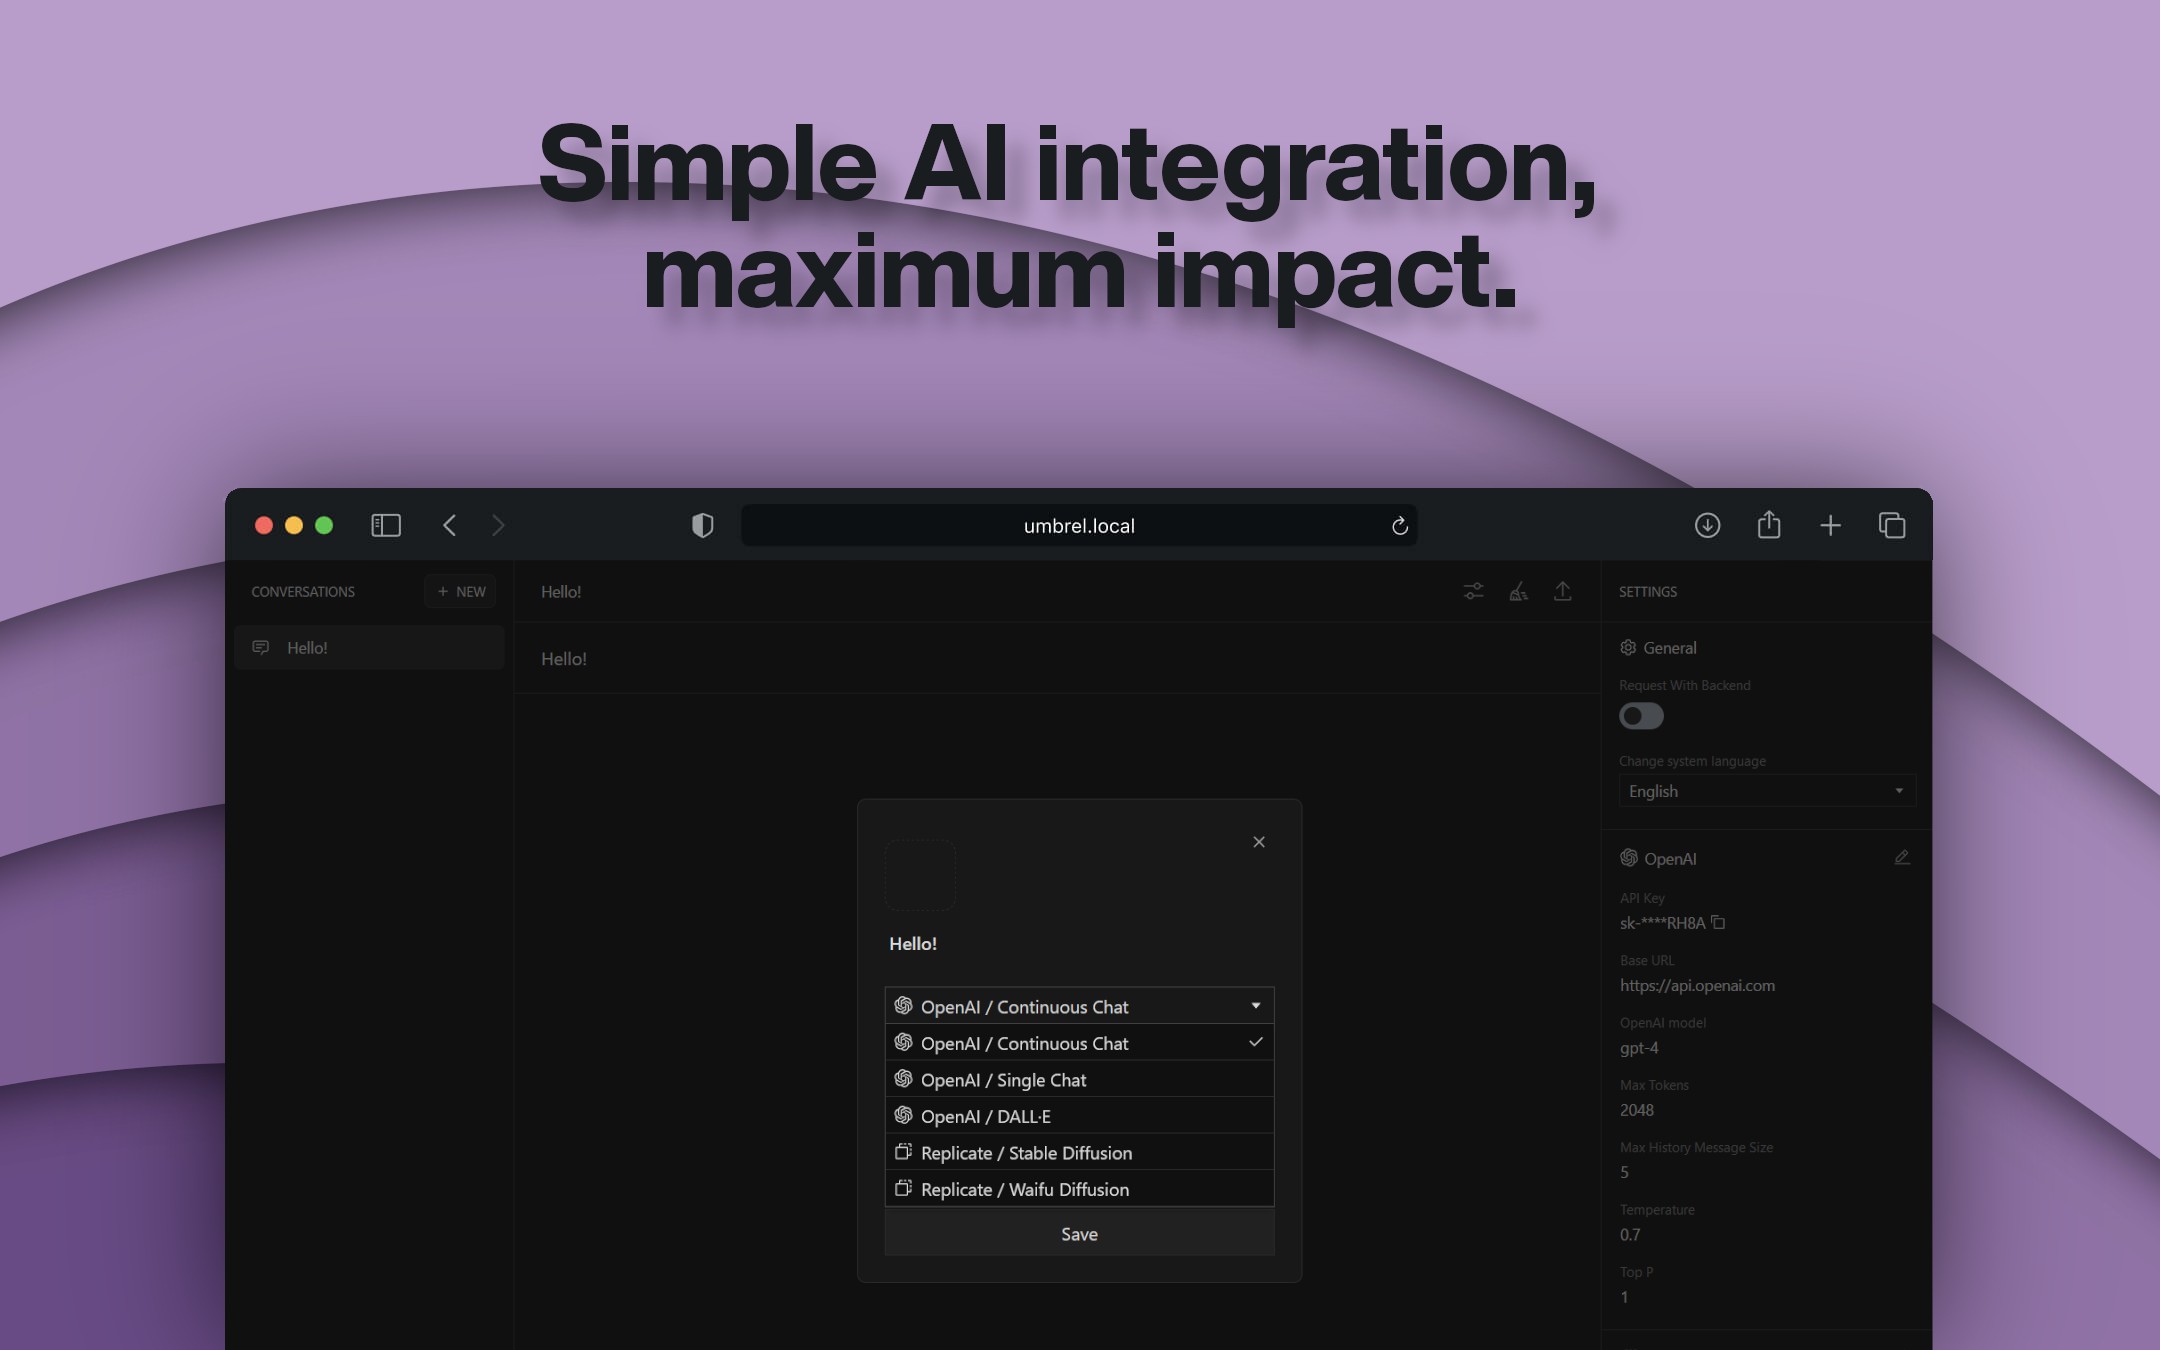 Simple AI integration,
maximum impact.
umbrel.local
CONVERSATIONS
+ NEW
Hello!
Hello!
Hello!
Hello!
OpenAI / Continuous Chat
OpenAI / Continuous Chat
OpenAI / Single Chat
OpenAI / DALL·E
Replicate / Stable Diffusion
Replicate / Waifu Diffusion
Save
SETTINGS
General
Request With Backend
Change system language
English
OpenAI
API Key
sk-****RH8A
Base URL
https://api.openai.com
OpenAI model
gpt-4
Max Tokens
2048
Max History Message Size
5
Temperature
0.7
Top P
1